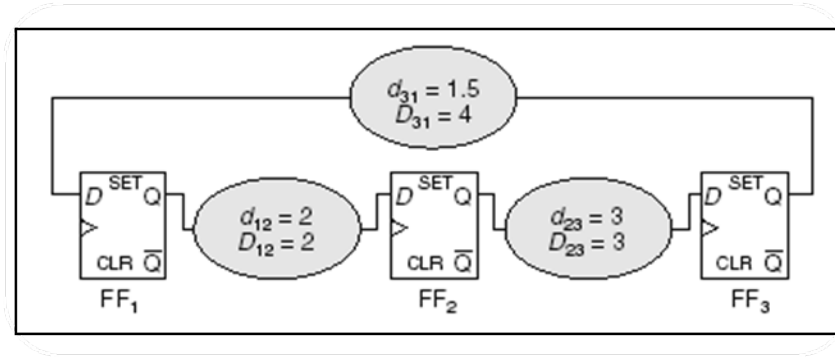 d₃₁ = 1.5
D₃₁ = 4
D SET Q
CLR Q̅
FF₁
d₁₂ = 2
D₁₂ = 2
D SET Q
CLR Q̅
FF₂
d₂₃ = 3
D₂₃ = 3
D SET Q
CLR Q̅
FF₃